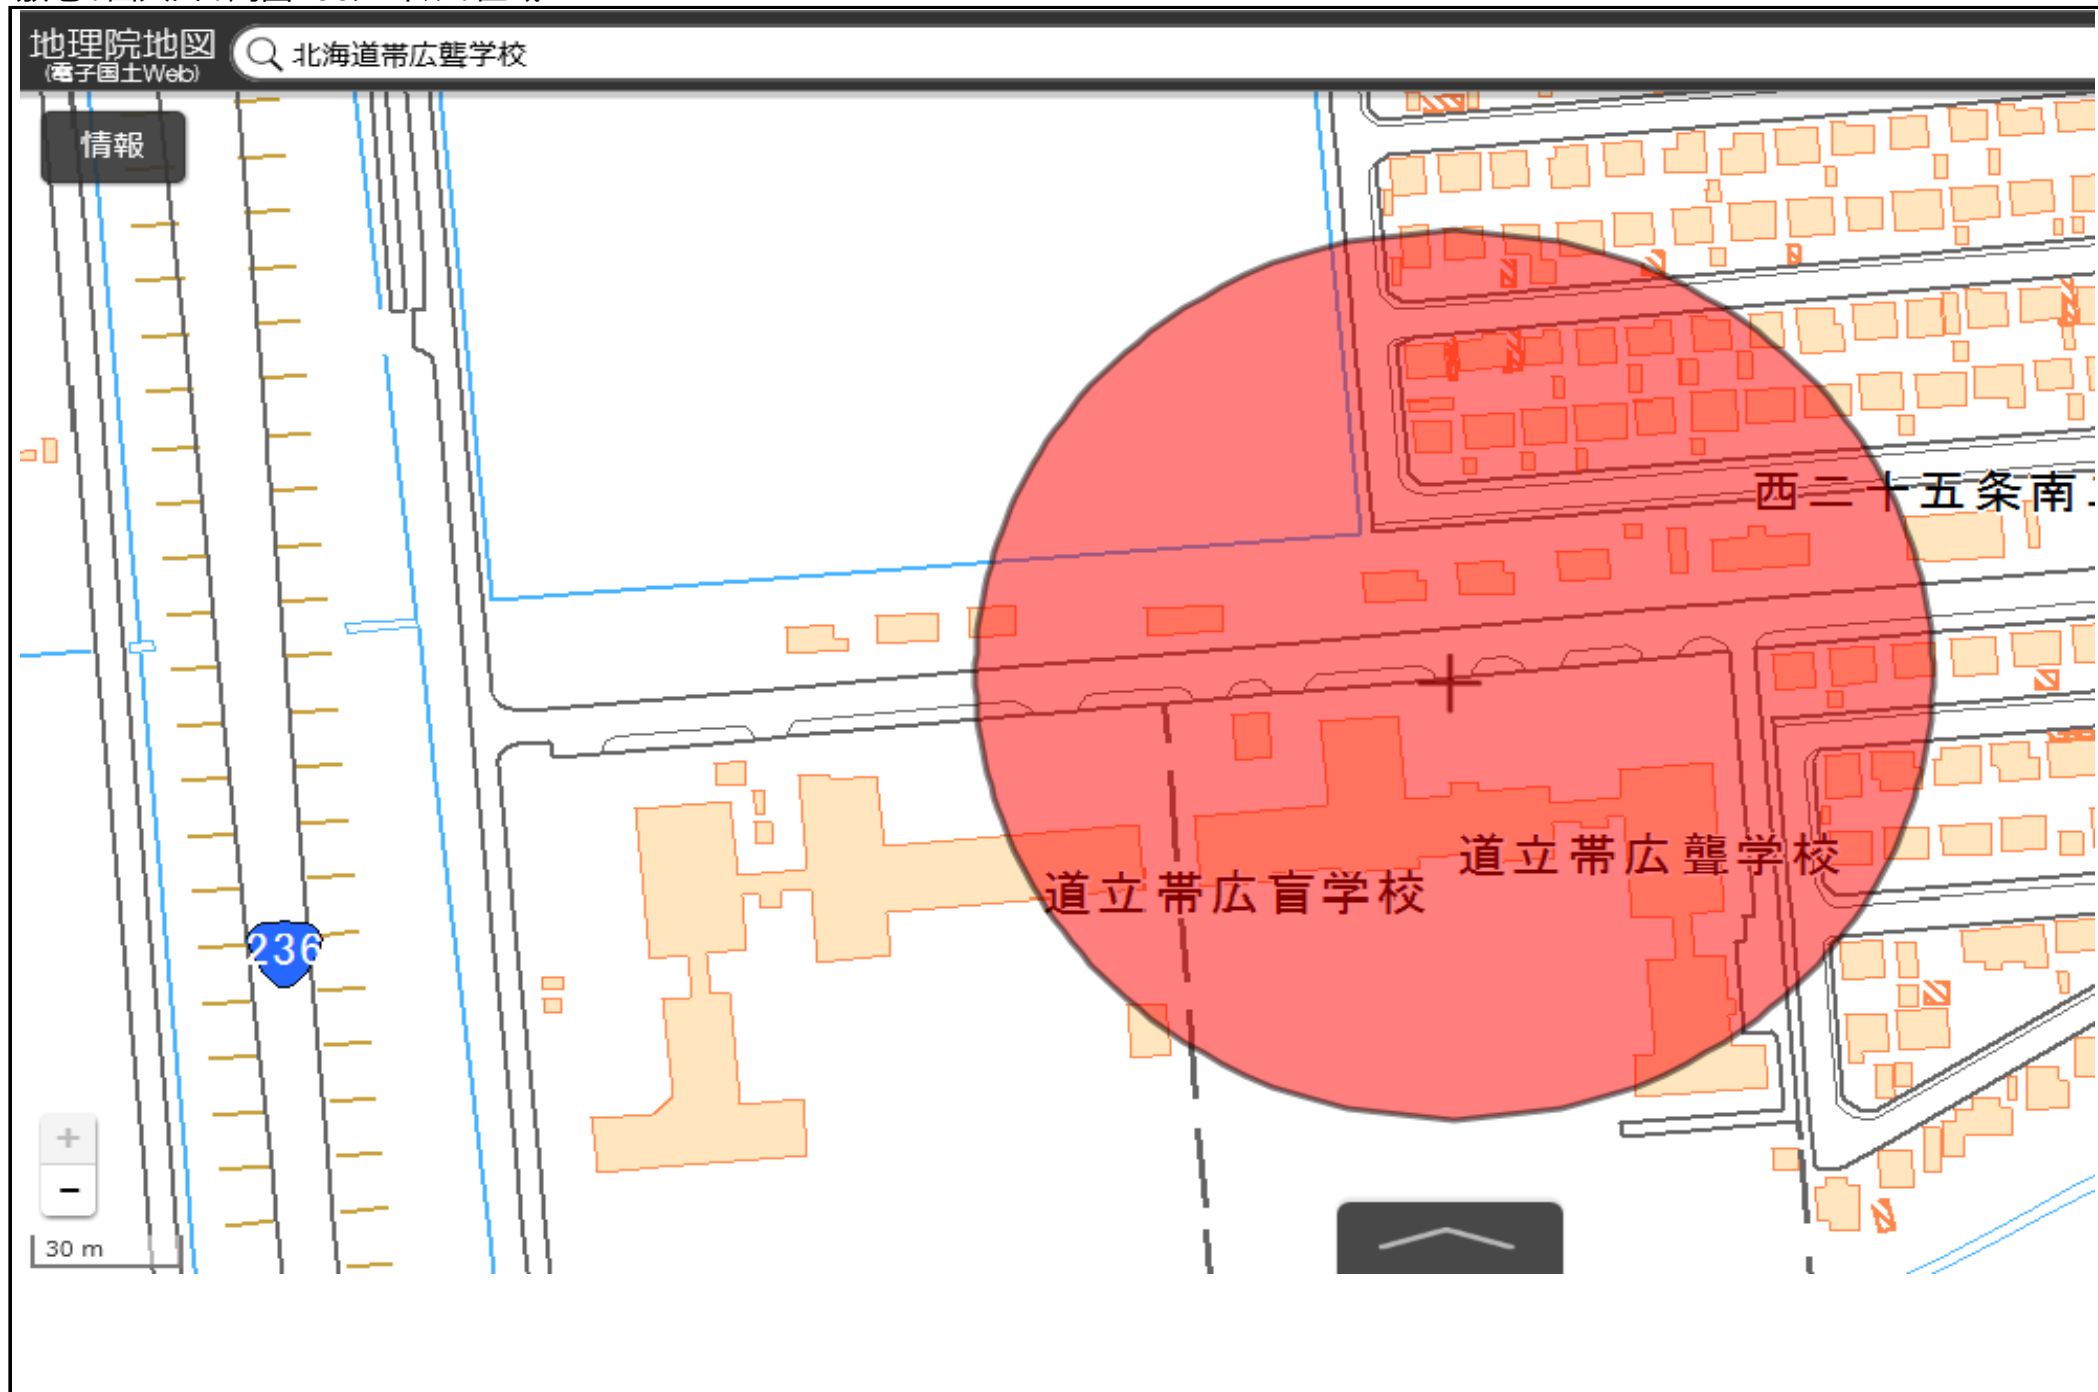 地理院地図
(電子国土Web)
北海道帯広聾学校
情報
西二十五条南
道立帯広聾学校
道立帯広盲学校
236
+
−
30 m